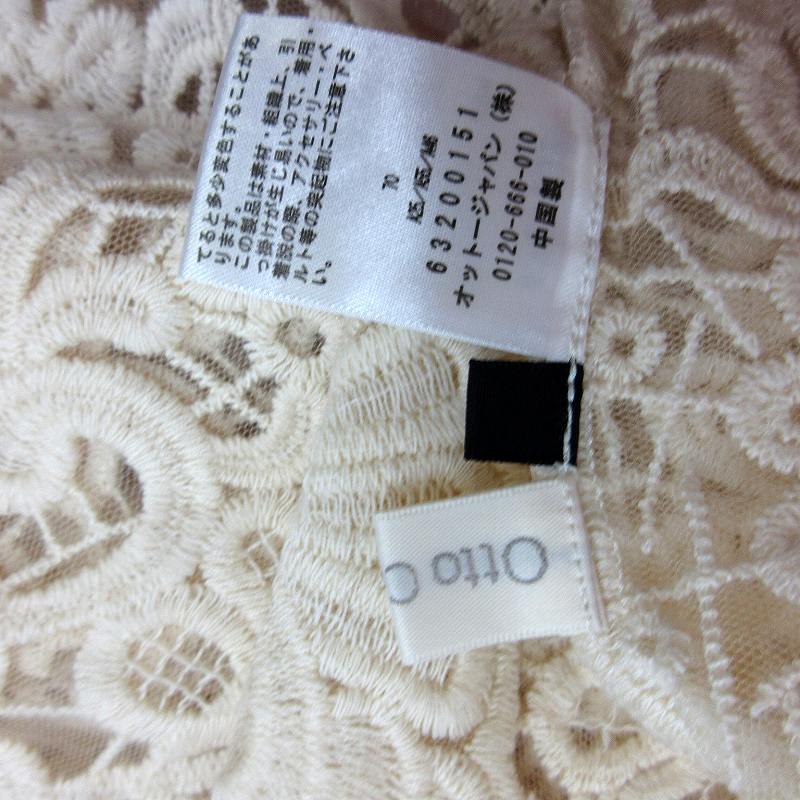 てると多少変色することがあ
ります。
この製品は素材・組織上、引
っ掛けが生じ易いので、着用・
着脱の際、アクセサリー・ベ
ルト等の突起物にご注意下さ
い。
70
63200151
オットージャパン(株)
0120-666-010
中国製
Otto